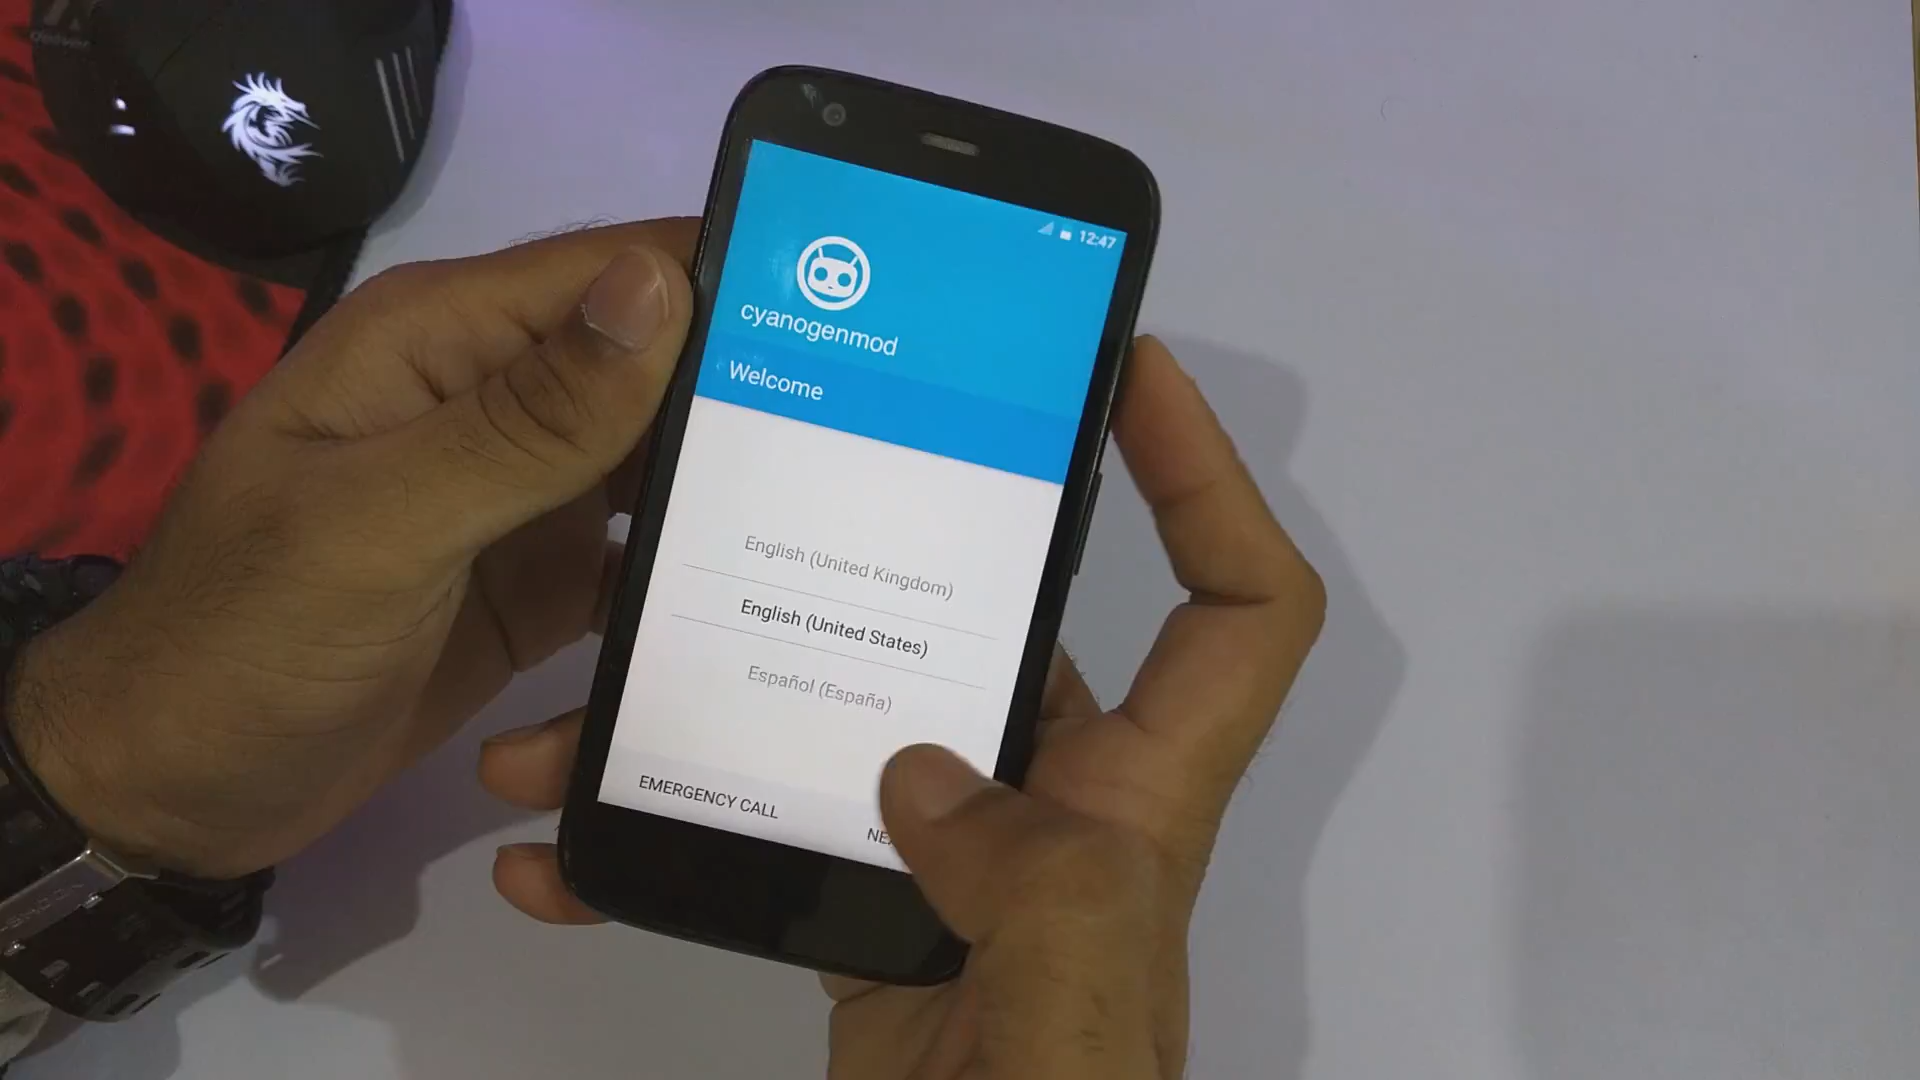 12:47
cyanogenmod
Welcome
English (United Kingdom)
English (United States)
Español (España)
EMERGENCY CALL